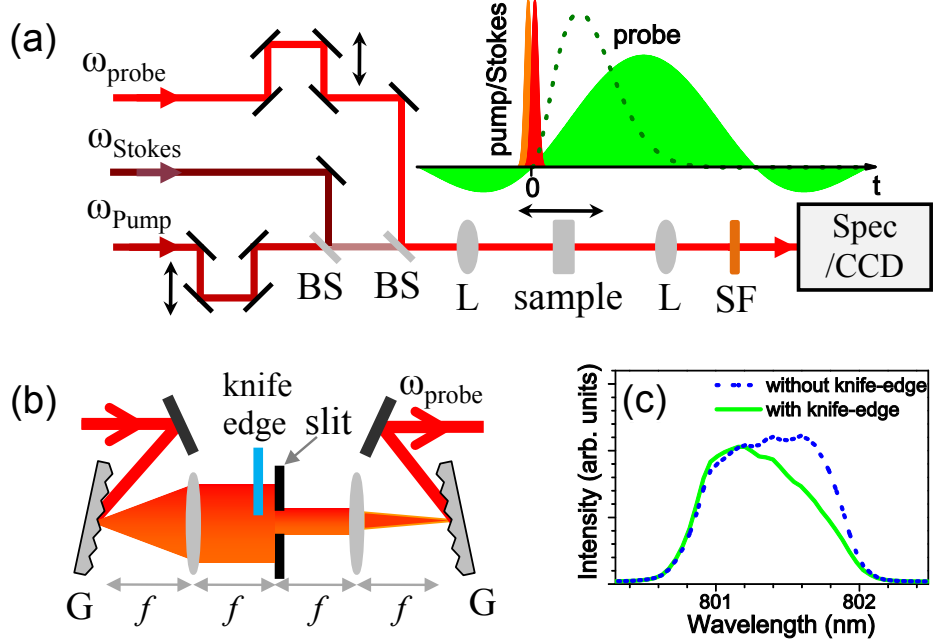 (a)
ω_probe
ω_Stokes
ω_Pump
pump/Stokes
probe
0
t
BS
BS
L
sample
L
SF
Spec
/CCD
(b)
knife
edge
slit
ω_probe
G
f
f
f
f
G
(c)
Intensity (arb. units)
without knife-edge
with knife-edge
801
802
Wavelength (nm)